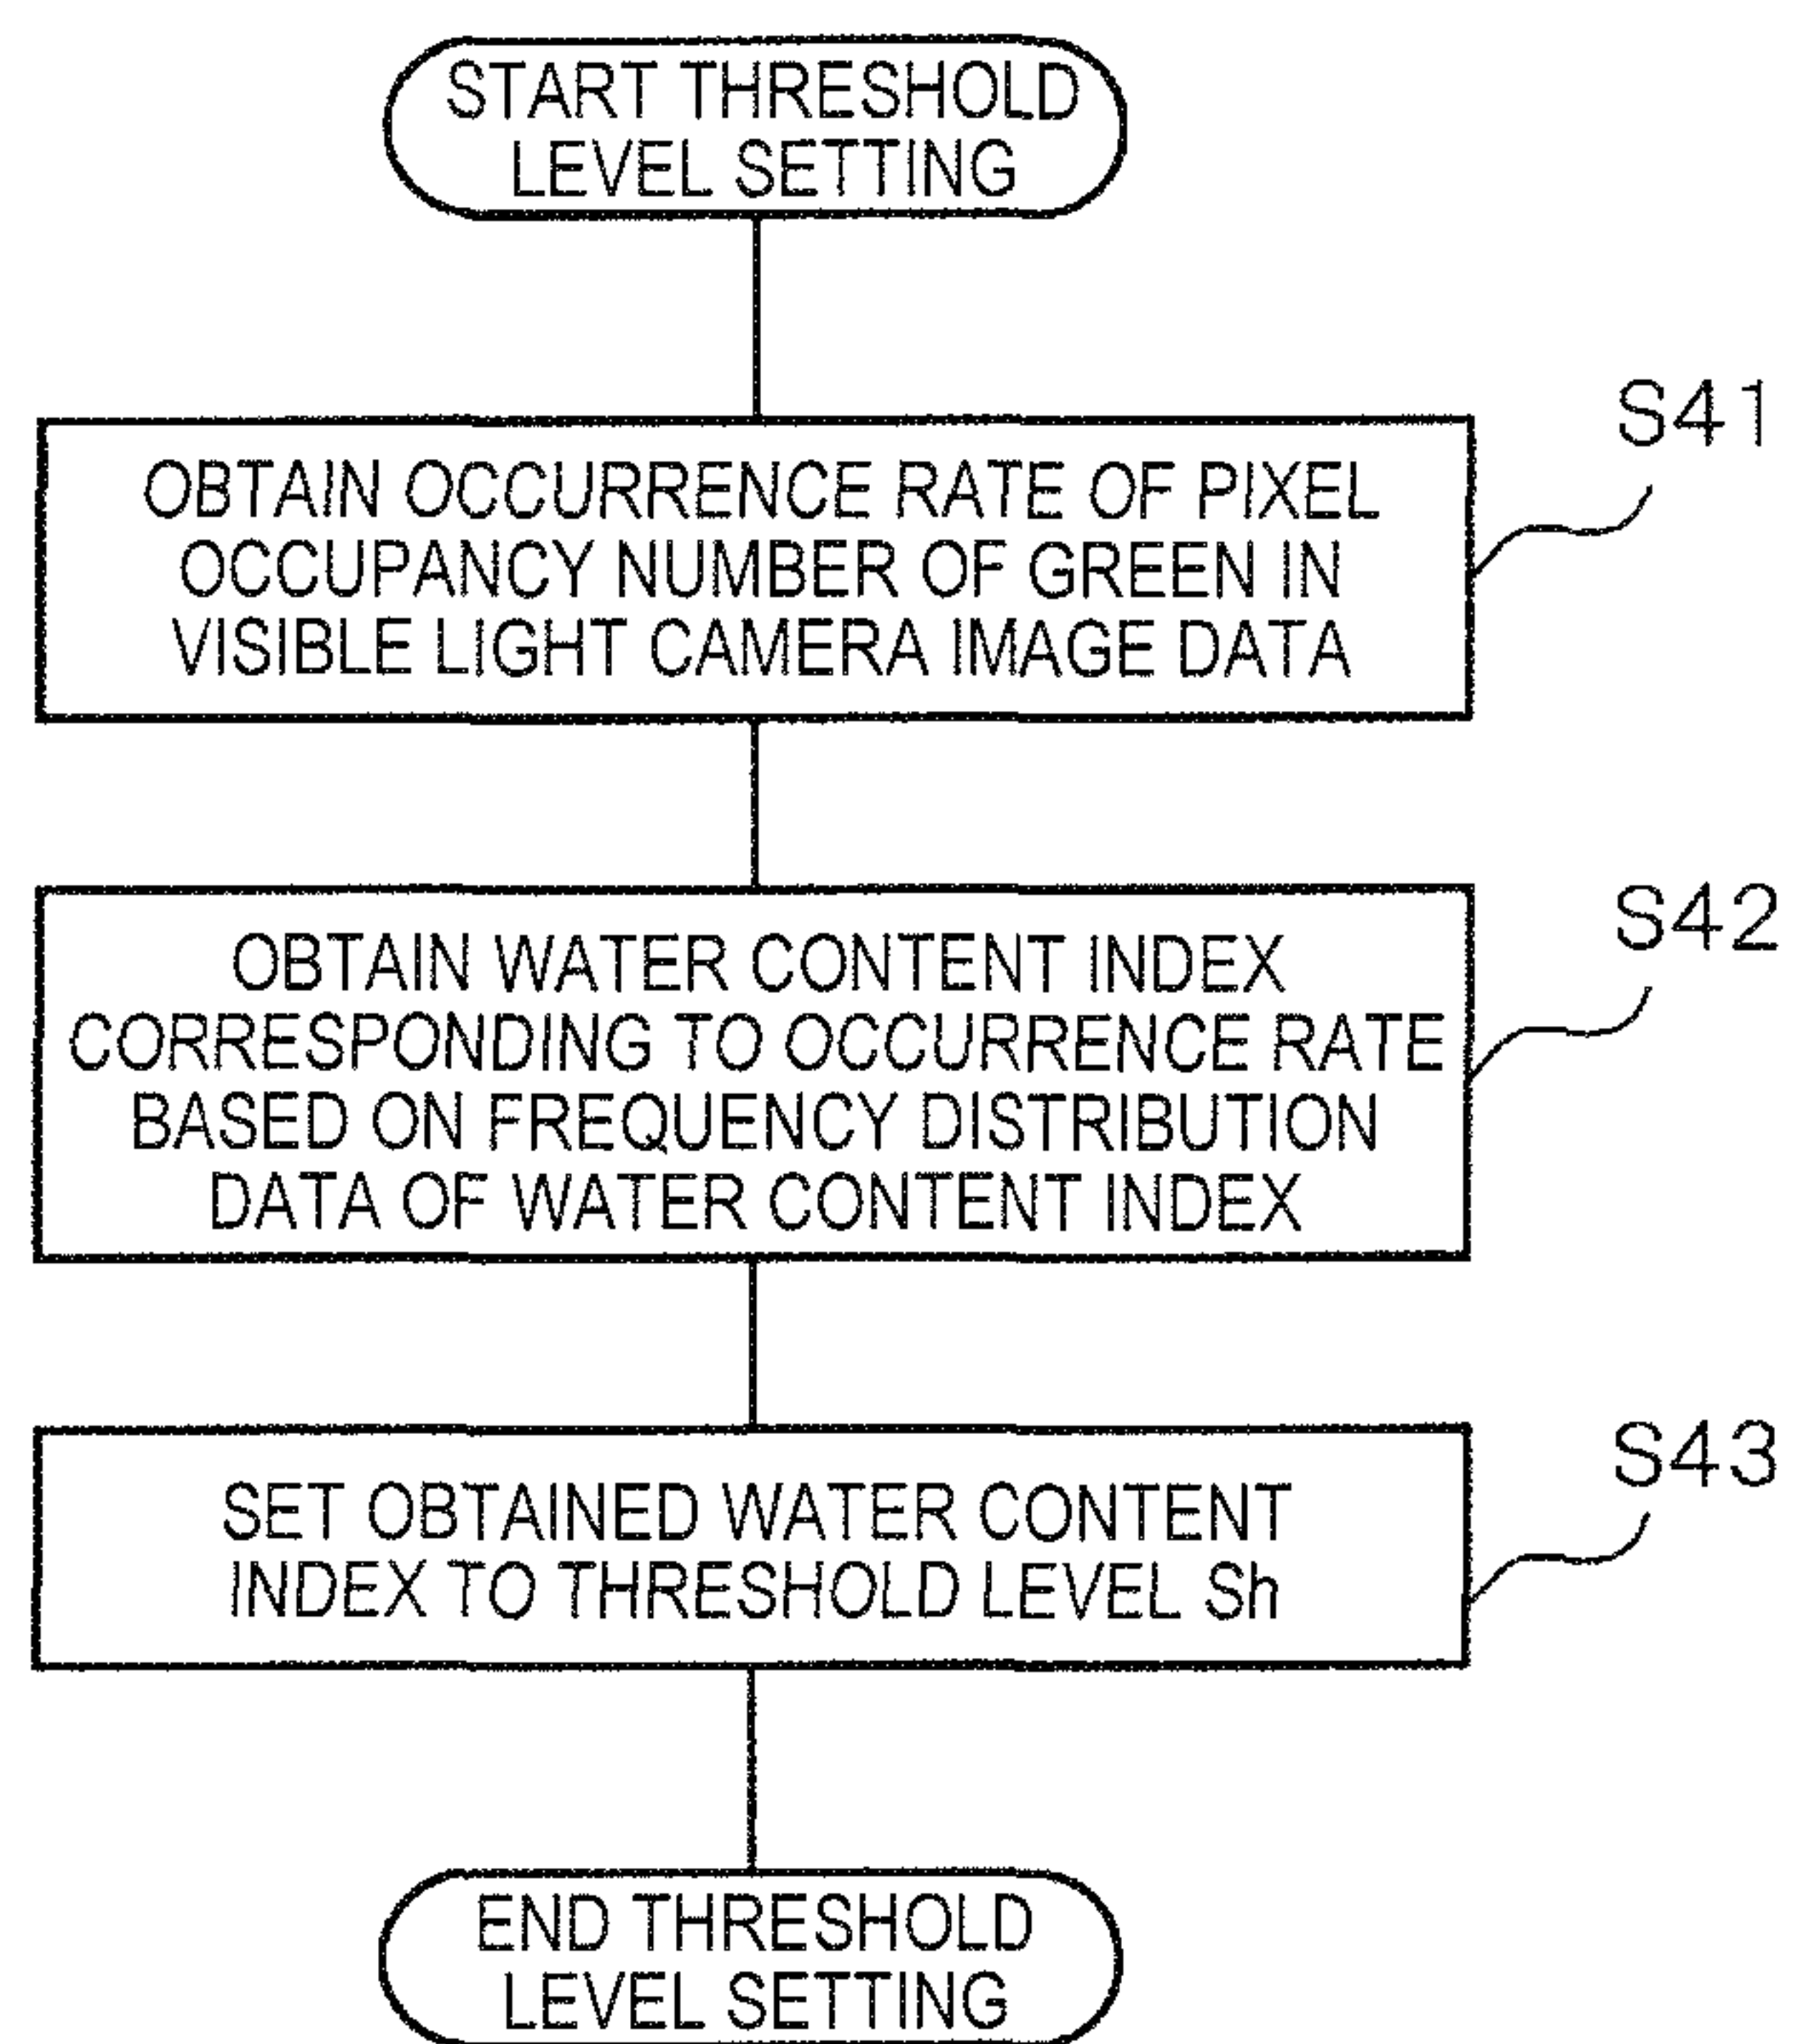 START THRESHOLD
LEVEL SETTING
S41
OBTAIN OCCURRENCE RATE OF PIXEL
OCCUPANCY NUMBER OF GREEN IN
VISIBLE LIGHT CAMERA IMAGE DATA
S42
OBTAIN WATER CONTENT INDEX
CORRESPONDING TO OCCURRENCE RATE
BASED ON FREQUENCY DISTRIBUTION
DATA OF WATER CONTENT INDEX
S43
SET OBTAINED WATER CONTENT
INDEX TO THRESHOLD LEVEL Sh
END THRESHOLD
LEVEL SETTING